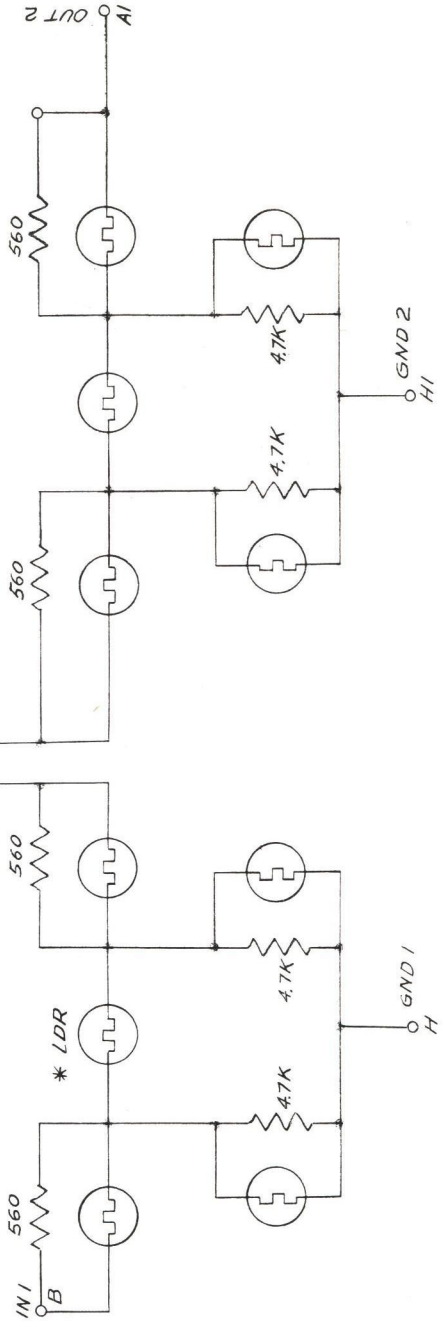 IN 1
B
560
* LDR
560
4.7K
4.7K
GND 1
H
560
560
4.7K
4.7K
GND 2
H1
OUT 2
A1